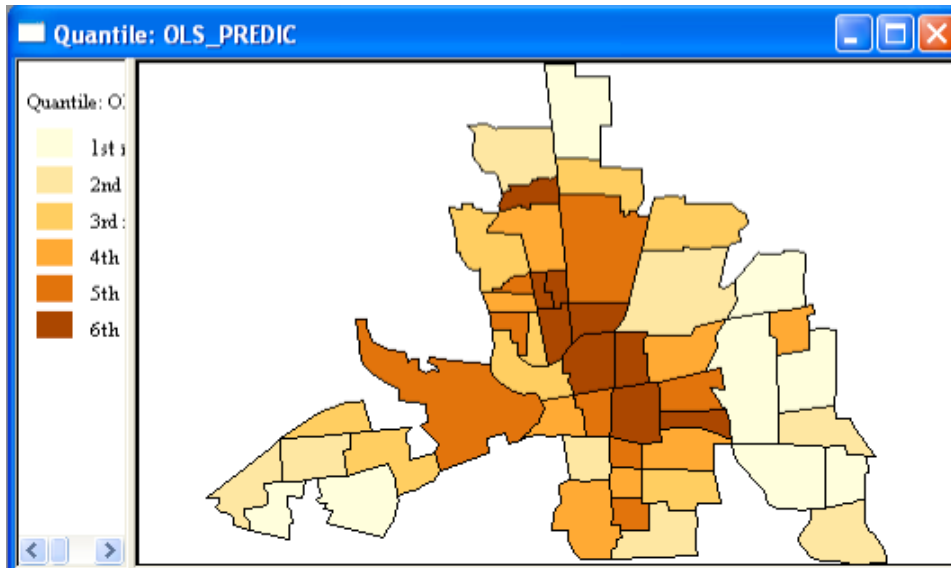 Quantile: OLS_PREDIC
Quantile: O
1st
2nd
3rd
4th
5th
6th